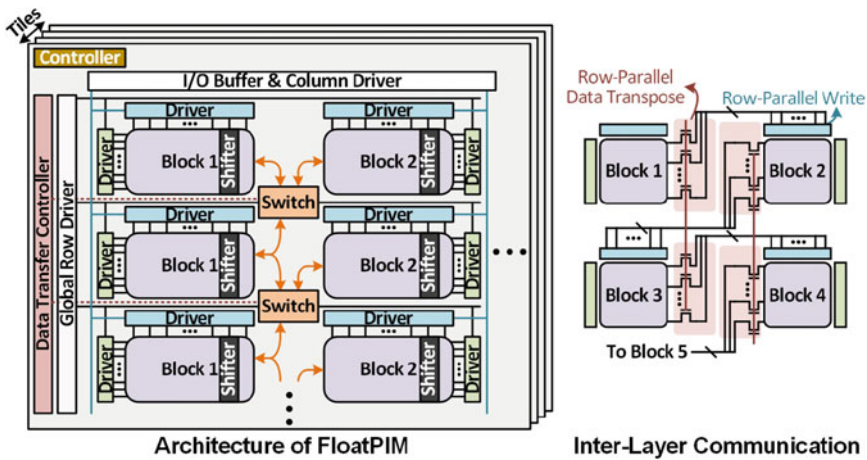 Tiles
Controller
I/O Buffer & Column Driver
Data Transfer Controller
Global Row Driver
Driver
Driver
Driver
Block 1
Shifter
Block 2
Shifter
Driver
Switch
Driver
Driver
Driver
Block 1
Shifter
Block 2
Shifter
Driver
Switch
Driver
Driver
Driver
Block 1
Shifter
Block 2
Shifter
Driver
Architecture of FloatPIM
Row-Parallel
Data Transpose
Row-Parallel Write
Block 1
Block 2
Block 3
Block 4
To Block 5
Inter-Layer Communication